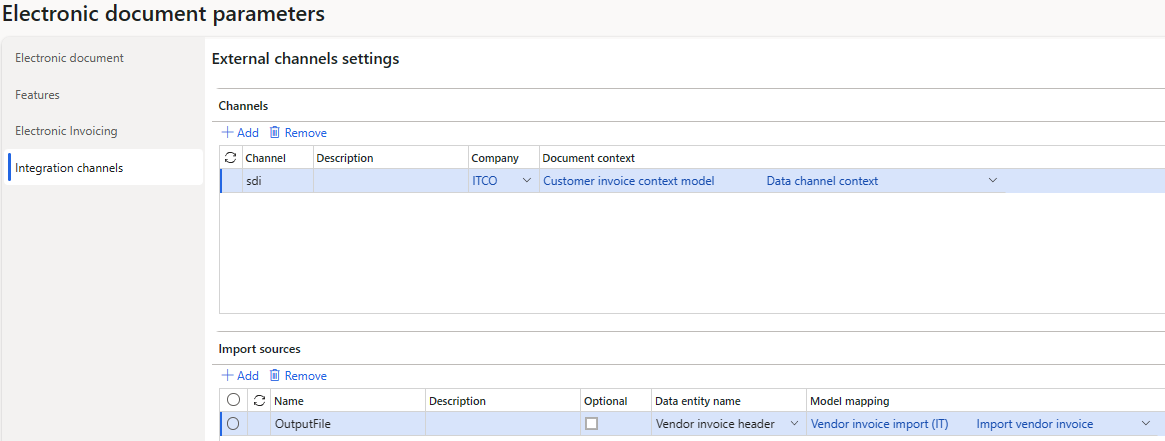 Electronic document parameters
Electronic document
Features
Electronic Invoicing
Integration channels
External channels settings
Channels
Add Remove
Channel Description Company Document context
sdi ITCO Customer invoice context model Data channel context
Import sources
Add Remove
Name Description Optional Data entity name Model mapping
OutputFile Vendor invoice header Vendor invoice import (IT) Import vendor invoice